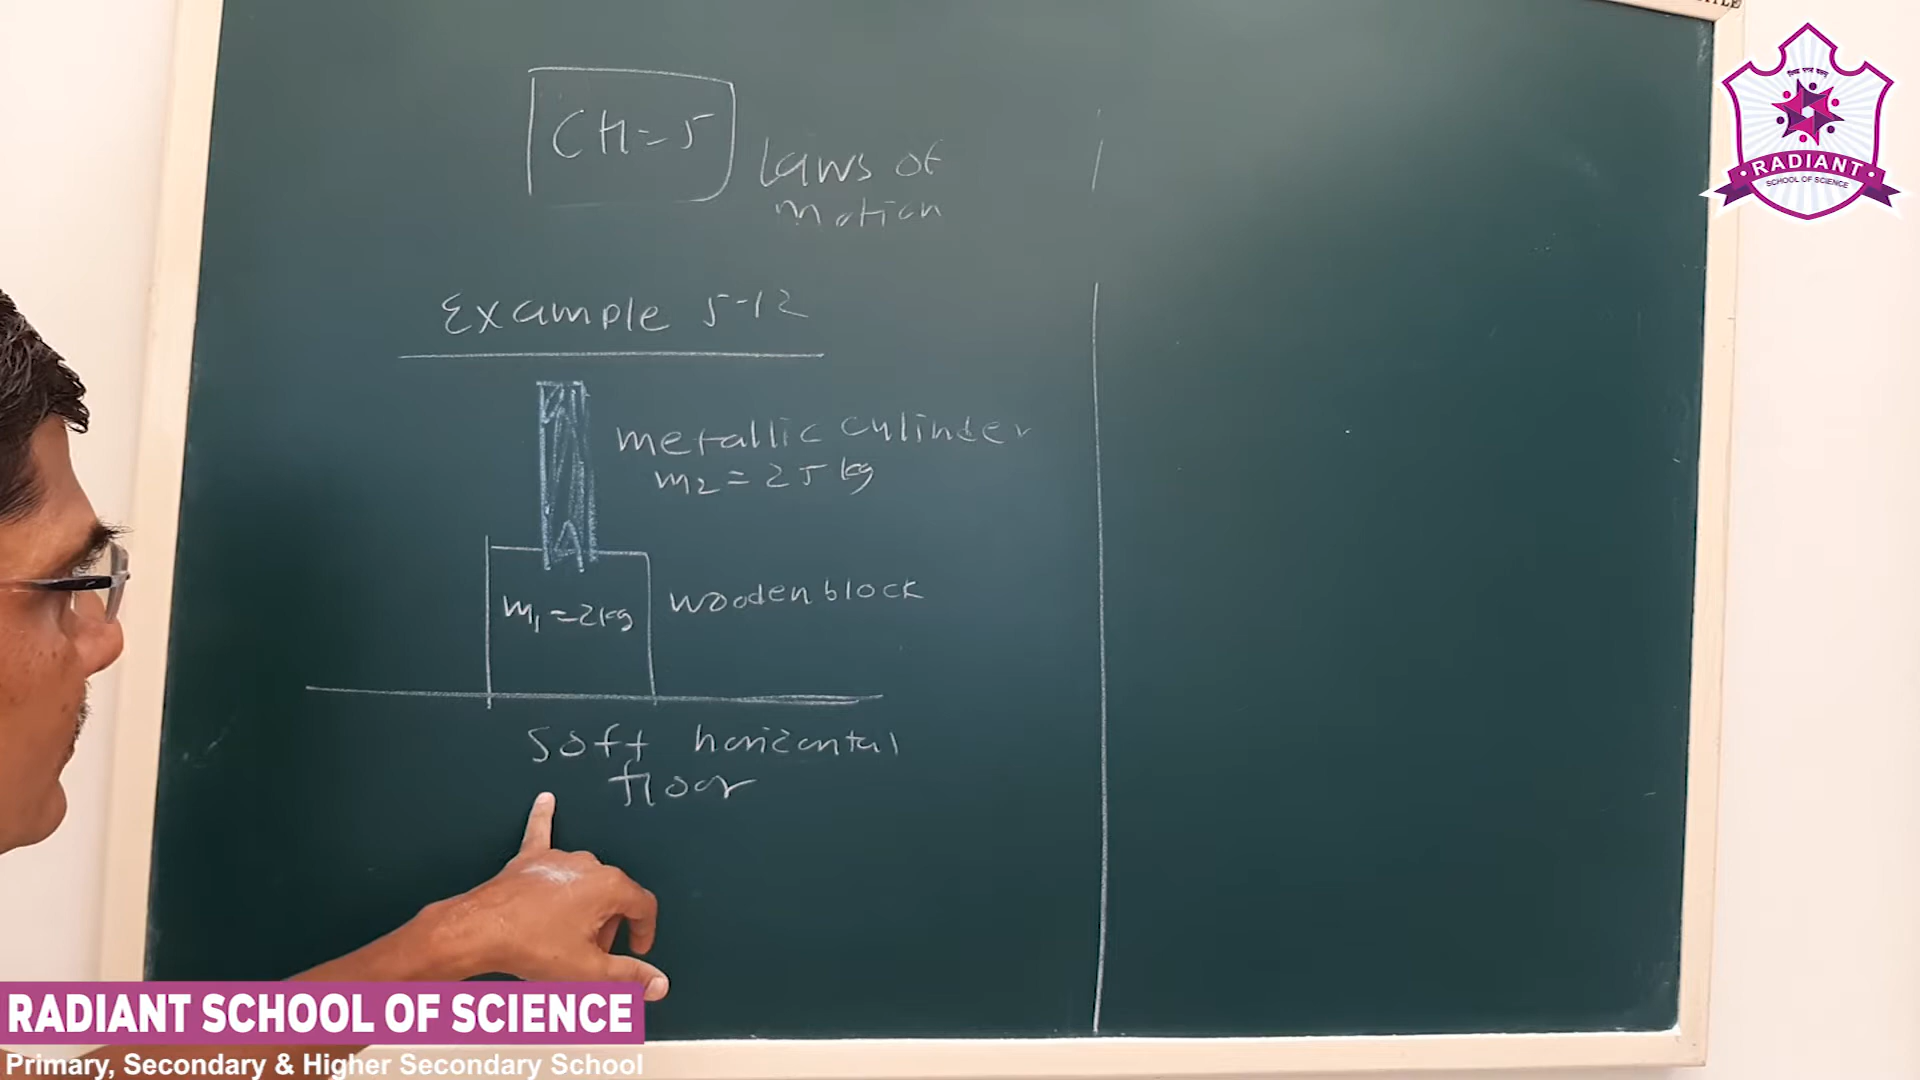 CH=5
Laws of
motion
Example 5-12
metallic cylinder
m2 = 25 kg
m1 = 2kg
wooden block
Soft horizontal
floor
RADIANT
SCHOOL OF SCIENCE
RADIANT SCHOOL OF SCIENCE
Primary, Secondary & Higher Secondary School